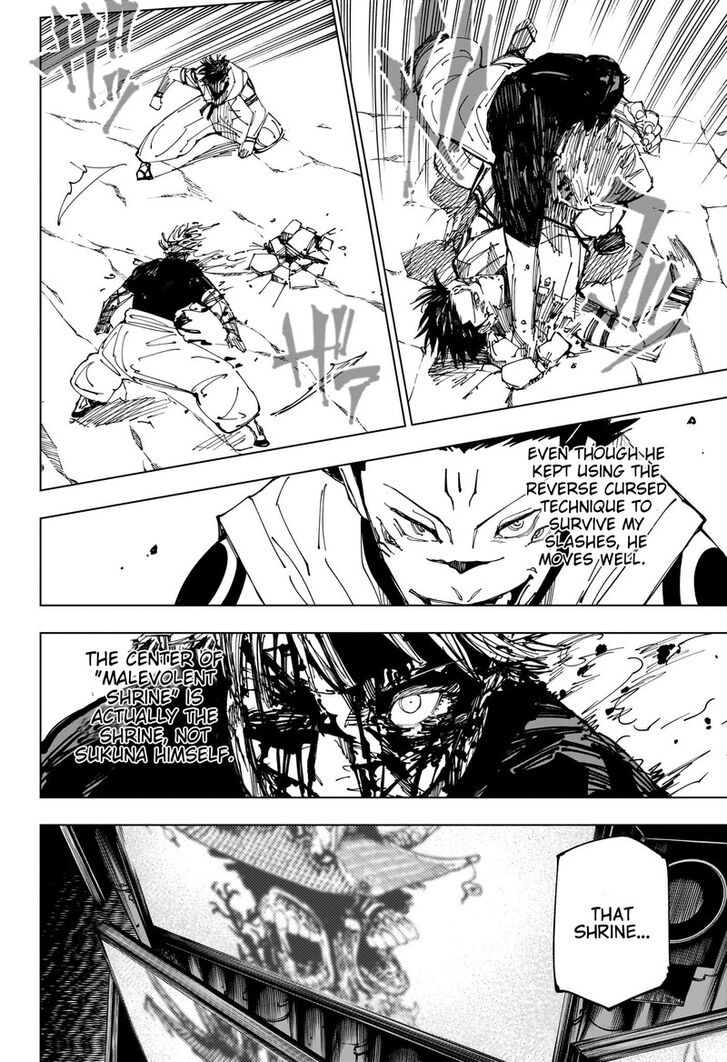 EVEN THOUGH HE
KEPT USING THE
REVERSE CURSED
TECHNIQUE TO
SURVIVE MY
SLASHES, HE
MOVES WELL.
THE CENTER OF
"MALEVOLENT
SHRINE" IS
ACTUALLY THE
SHRINE, NOT
SUKUNA HIMSELF.
THAT
SHRINE...